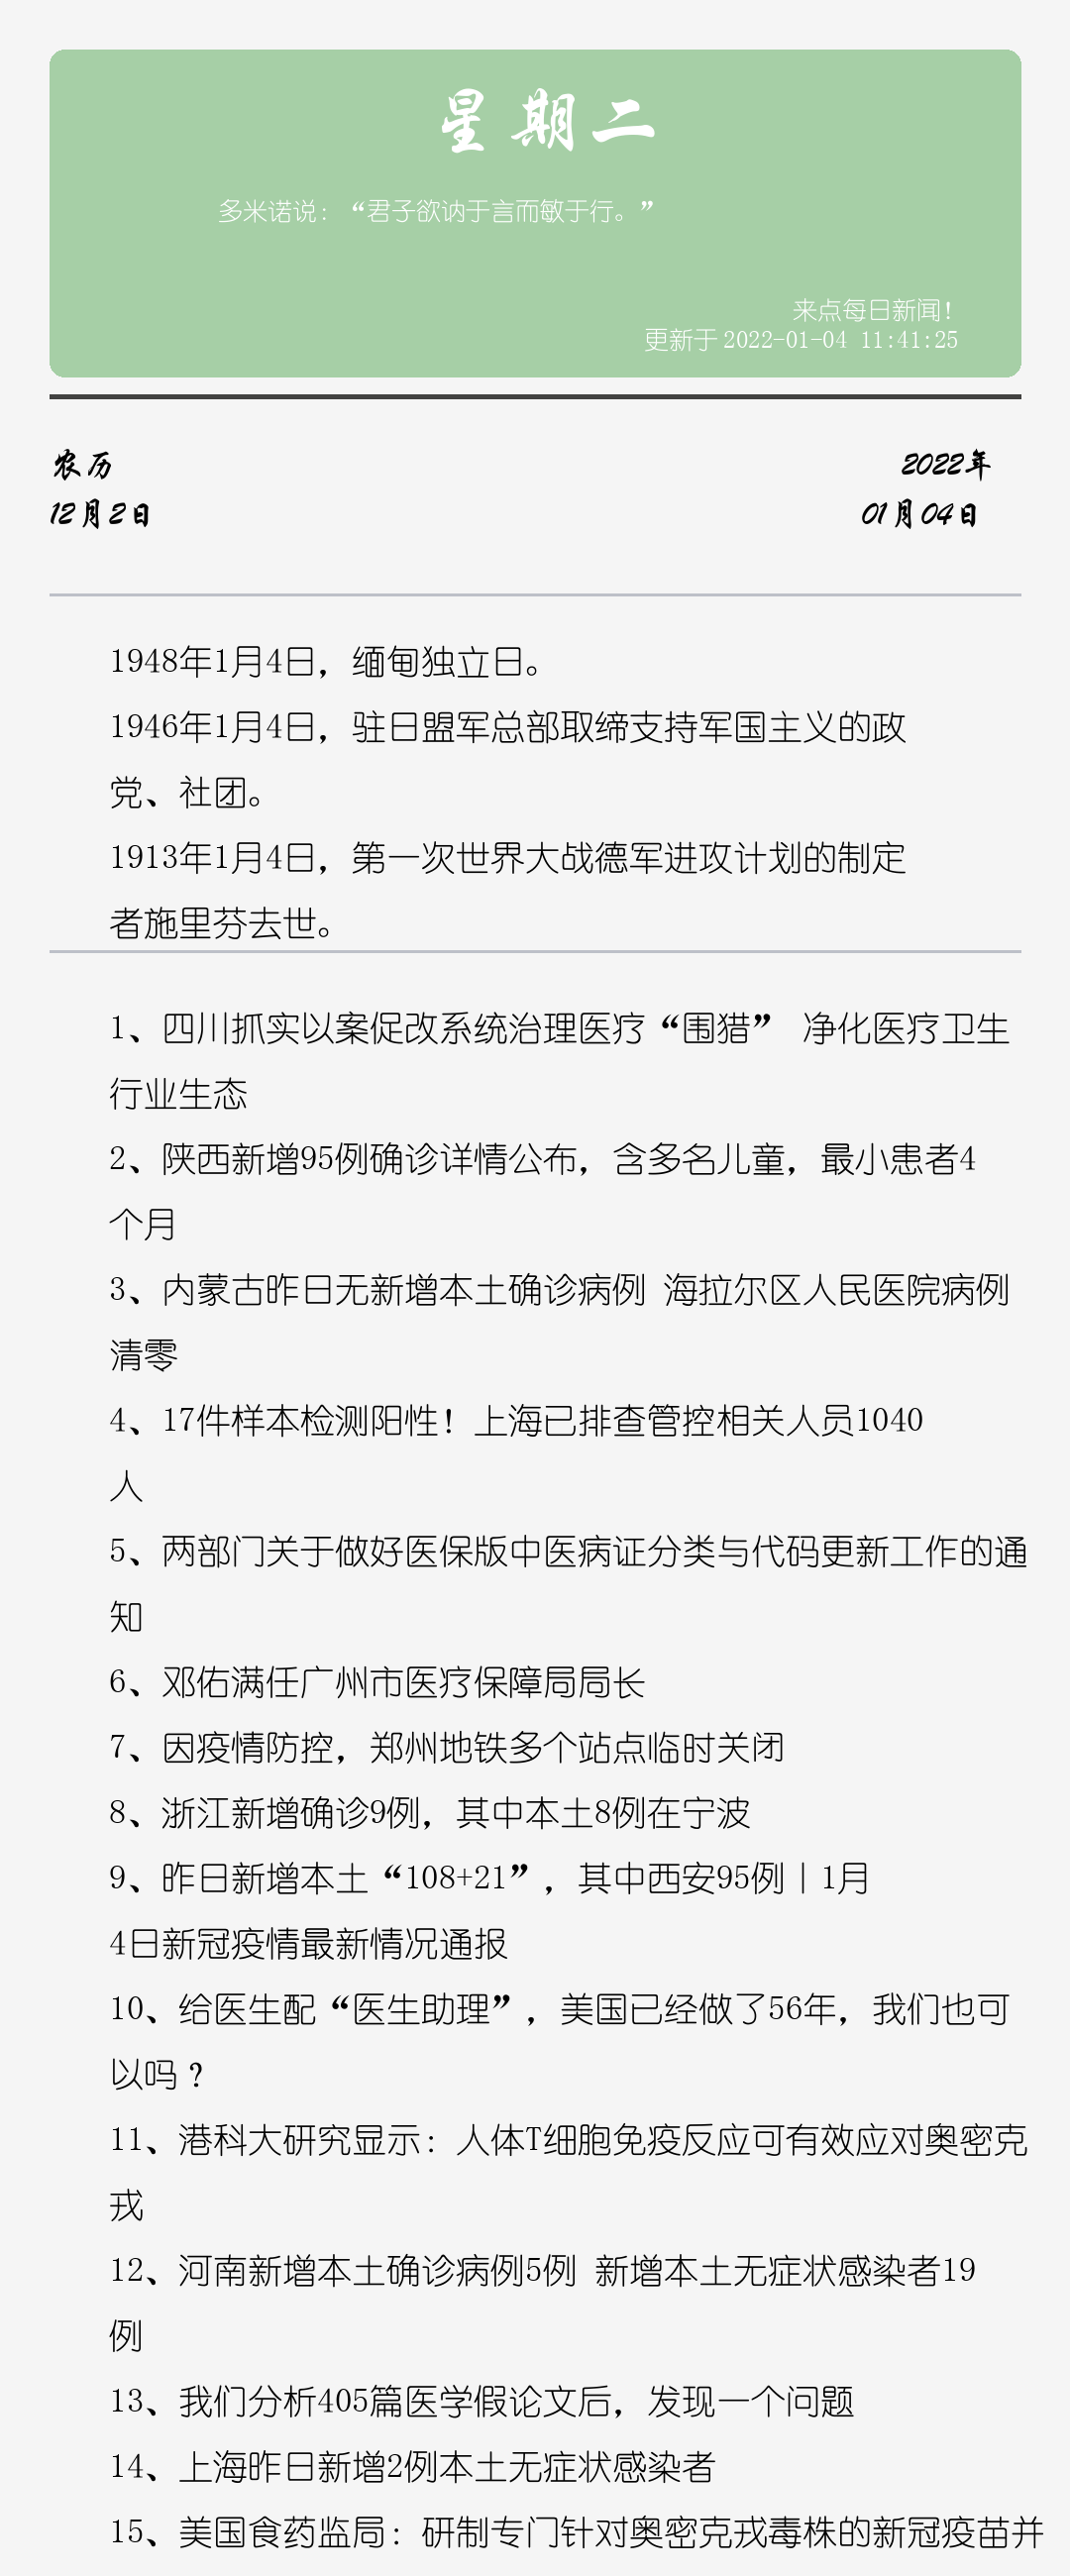 星期二
多米诺说：“君子欲讷于言而敏于行。”
来点每日新闻！
更新于 2022-01-04 11:41:25
农历
2022年
12月2日
01月04日
1948年1月4日，缅甸独立日。
1946年1月4日，驻日盟军总部取缔支持军国主义的政
党、社团。
1913年1月4日，第一次世界大战德军进攻计划的制定
者施里芬去世。
1、四川抓实以案促改系统治理医疗“围猎” 净化医疗卫生
行业生态
2、陕西新增95例确诊详情公布，含多名儿童，最小患者4
个月
3、内蒙古昨日无新增本土确诊病例 海拉尔区人民医院病例
清零
4、17件样本检测阳性！上海已排查管控相关人员1040
人
5、两部门关于做好医保版中医病证分类与代码更新工作的通
知
6、邓佑满任广州市医疗保障局局长
7、因疫情防控，郑州地铁多个站点临时关闭
8、浙江新增确诊9例，其中本土8例在宁波
9、昨日新增本土“108+21”，其中西安95例丨1月
4日新冠疫情最新情况通报
10、给医生配“医生助理”，美国已经做了56年，我们也可
以吗？
11、港科大研究显示：人体T细胞免疫反应可有效应对奥密克
戎
12、河南新增本土确诊病例5例 新增本土无症状感染者19
例
13、我们分析405篇医学假论文后，发现一个问题
14、上海昨日新增2例本土无症状感染者
15、美国食药监局：研制专门针对奥密克戎毒株的新冠疫苗并